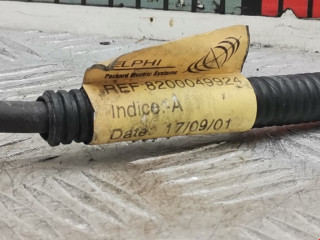 DELPHI
Packard Electric Systems
REF:8200049924
Indice:A
Date: 17/09/01